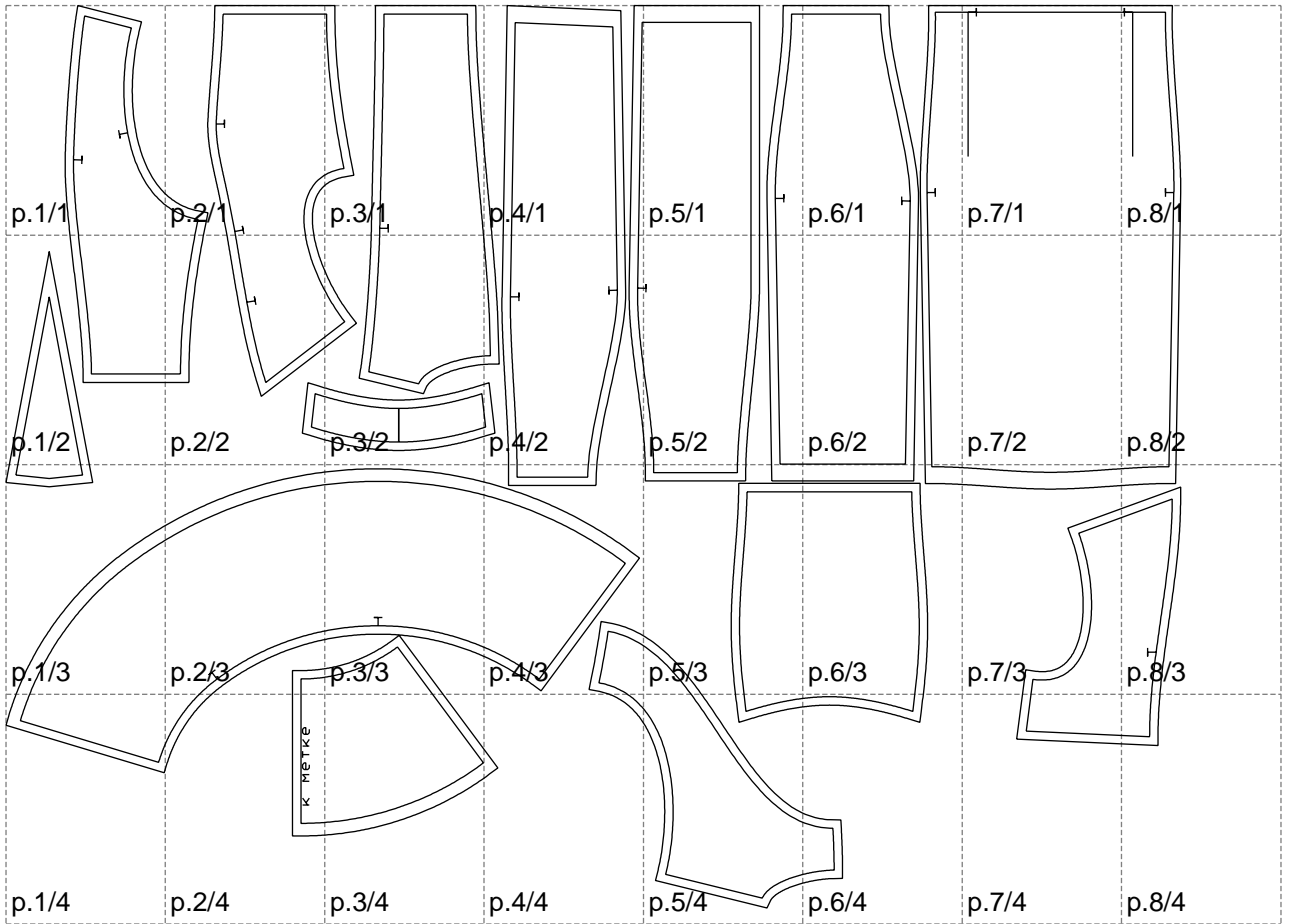 p.1/1 p.2/1 p.3/1 p.4/1 p.5/1 p.6/1 p.7/1 p.8/1
p.1/2 p.2/2 p.3/2 p.4/2 p.5/2 p.6/2 p.7/2 p.8/2
p.1/3 p.2/3 p.3/3 p.4/3 p.5/3 p.6/3 p.7/3 p.8/3
к метке
p.1/4 p.2/4 p.3/4 p.4/4 p.5/4 p.6/4 p.7/4 p.8/4